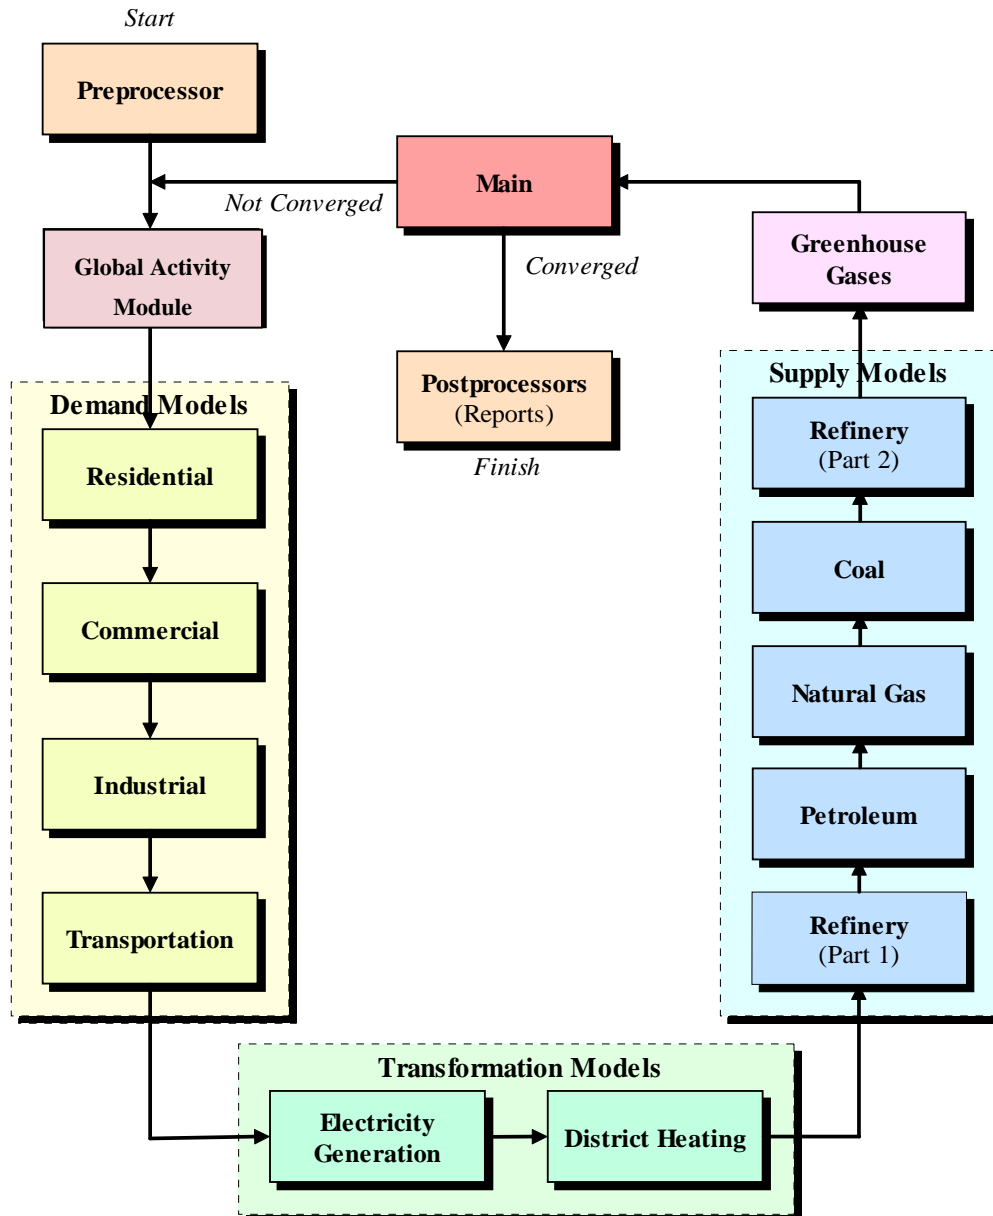 Start
Preprocessor
Main
Not Converged
Converged
Global Activity
Module
Greenhouse
Gases
Postprocessors
(Reports)
Finish
Demand Models
Residential
Commercial
Industrial
Transportation
Transformation Models
Electricity
Generation
District Heating
Supply Models
Refinery
(Part 2)
Coal
Natural Gas
Petroleum
Refinery
(Part 1)